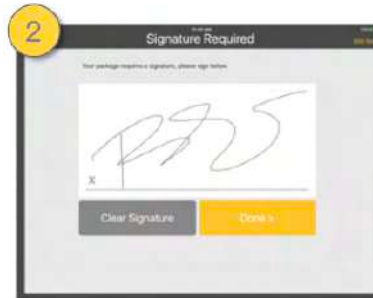 2
Signature Required
Your package requires a signature, please sign below.
X
Clear Signature
Done >